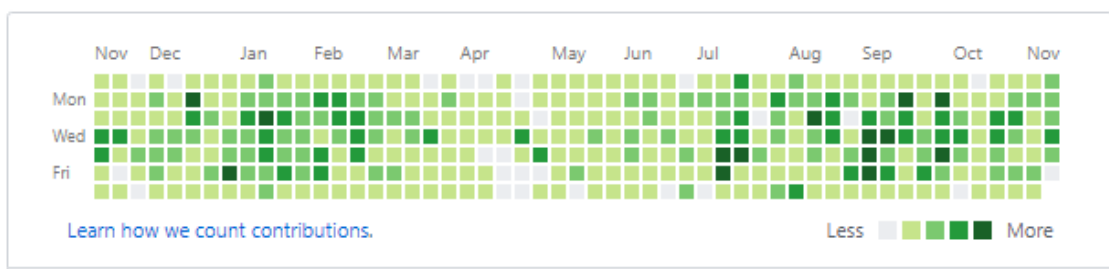 Nov Dec Jan Feb Mar Apr May Jun Jul Aug Sep Oct Nov
Mon
Wed
Fri
Learn how we count contributions. Less More